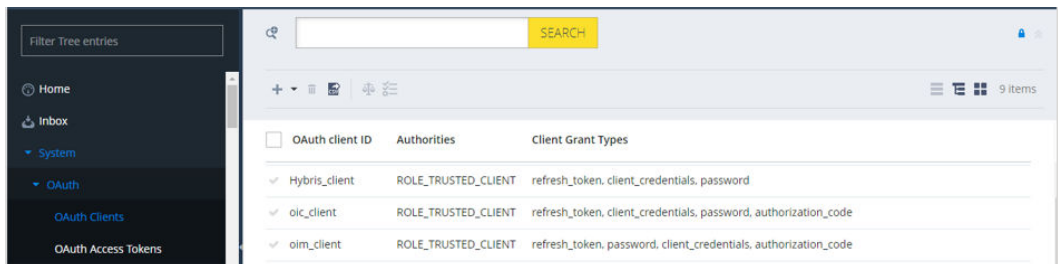 Filter Tree entries
SEARCH
Home
9 items
Inbox
OAuth client ID Authorities Client Grant Types
System
Hybris_client ROLE_TRUSTED_CLIENT refresh_token, client_credentials, password
OAuth
oic_client ROLE_TRUSTED_CLIENT refresh_token, client_credentials, password, authorization_code
OAuth Clients
oim_client ROLE_TRUSTED_CLIENT refresh_token, password, client_credentials, authorization_code
OAuth Access Tokens